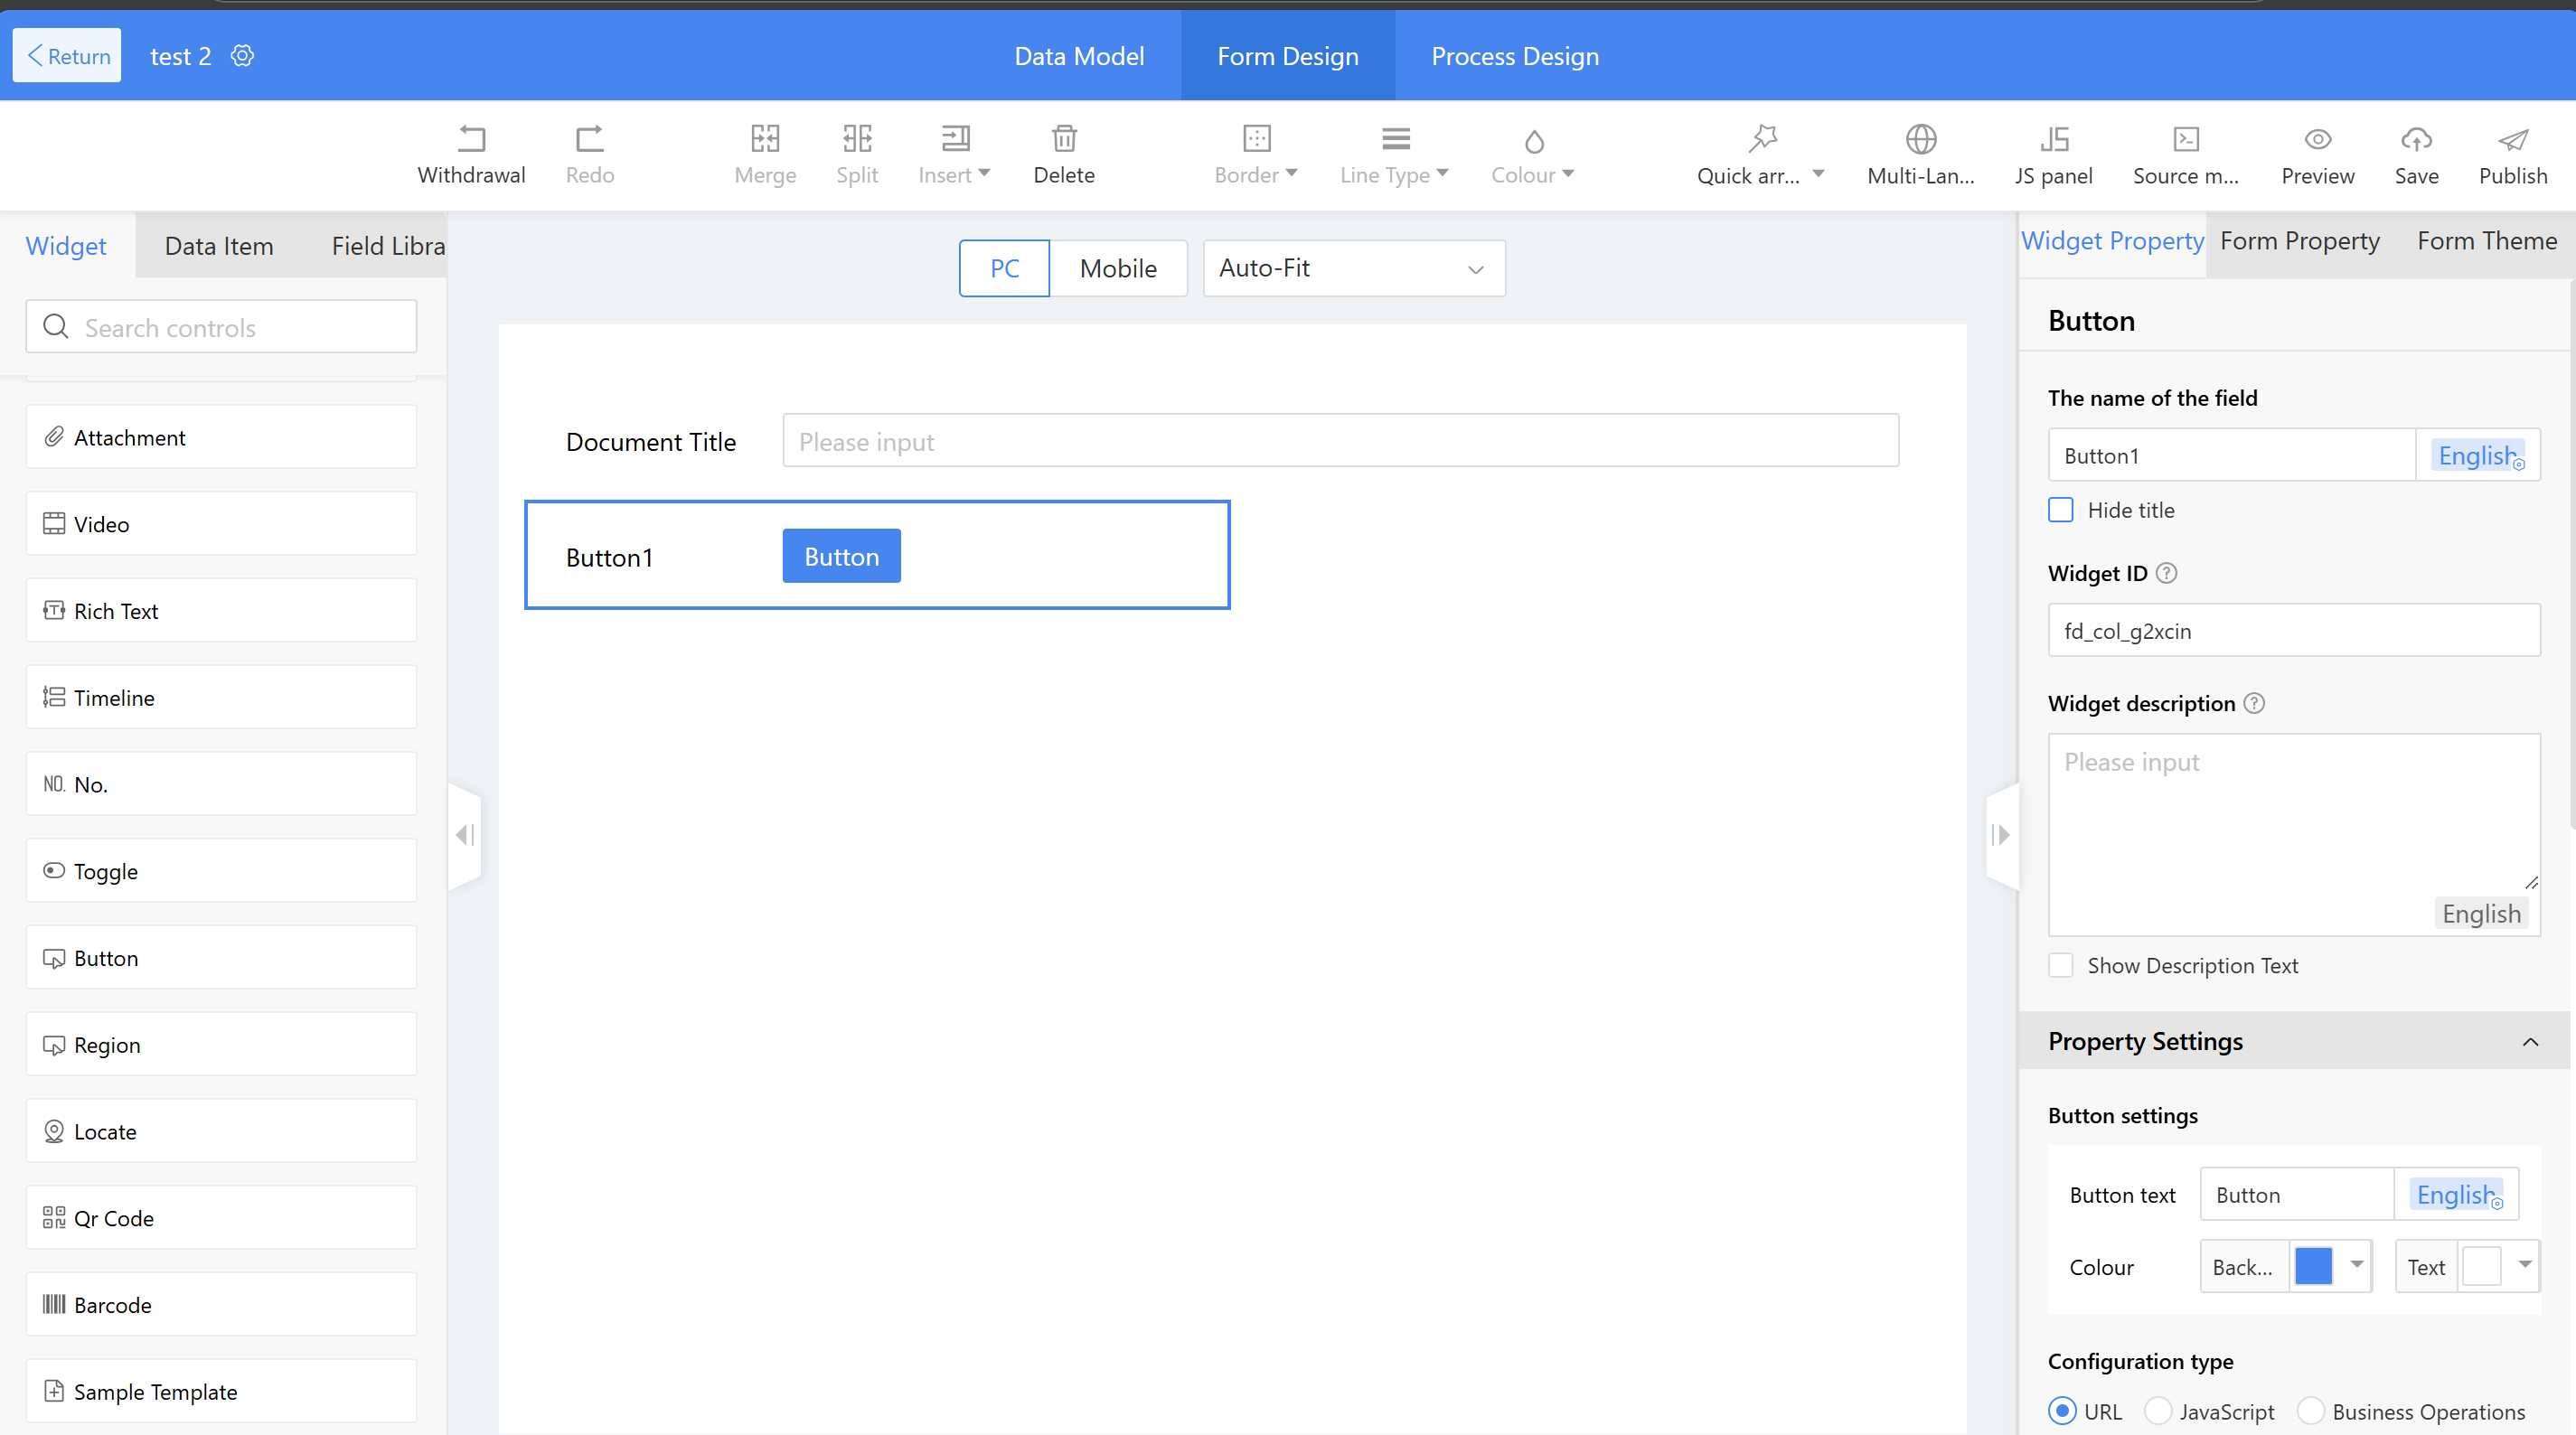 Return
test 2
Data Model
Form Design
Process Design
Withdrawal
Redo
Merge
Split
Insert
Delete
Border
Line Type
Colour
Quick arr...
Multi-Lan...
JS panel
Source m...
Preview
Save
Publish
Widget
Data Item
Field Libra
Search controls
Attachment
Video
Rich Text
Timeline
NO. No.
Toggle
Button
Region
Locate
Qr Code
Barcode
Sample Template
PC
Mobile
Auto-Fit
Document Title
Please input
Button1
Button
Widget Property
Form Property
Form Theme
Button
The name of the field
Button1
English
Hide title
Widget ID
fd_col_g2xcin
Widget description
Please input
English
Show Description Text
Property Settings
Button settings
Button text
Button
English
Colour
Back...
Text
Configuration type
URL
JavaScript
Business Operations